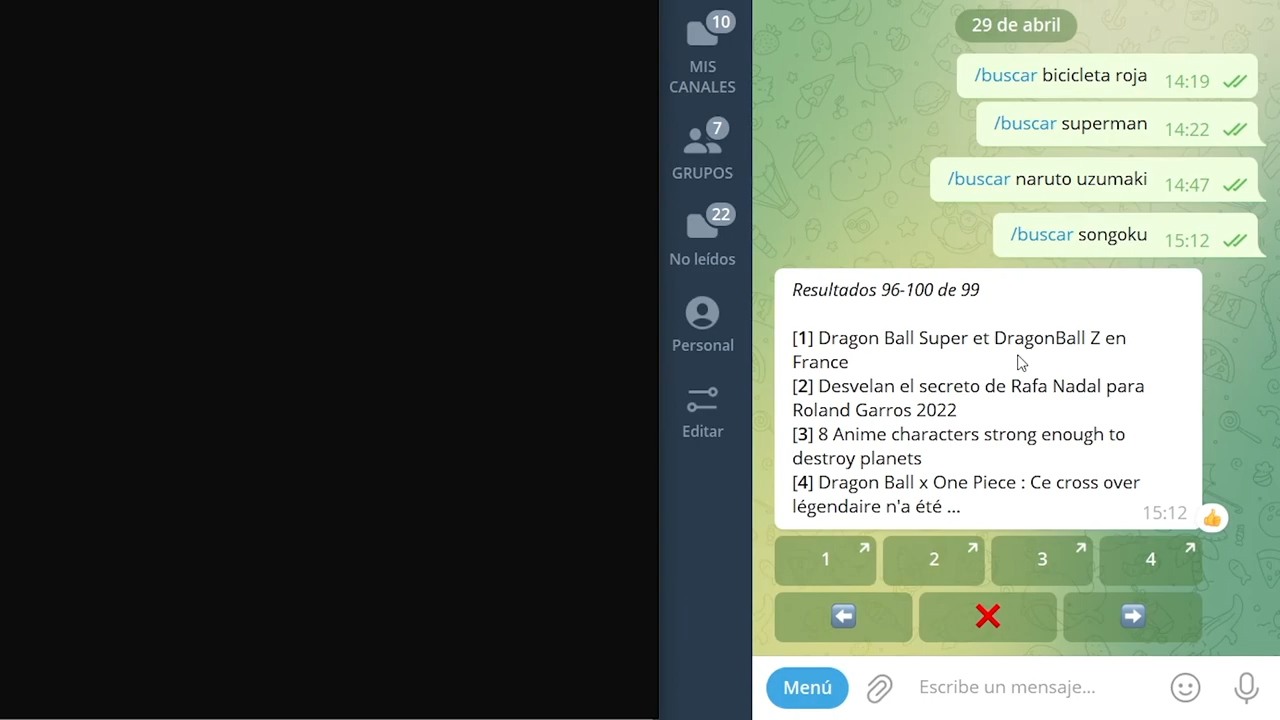 10
MIS
CANALES
7
GRUPOS
22
No leídos
Personal
Editar
29 de abril
/buscar bicicleta roja 14:19
/buscar superman 14:22
/buscar naruto uzumaki 14:47
/buscar songoku 15:12
Resultados 96-100 de 99
[1] Dragon Ball Super et DragonBall Z en
France
[2] Desvelan el secreto de Rafa Nadal para
Roland Garros 2022
[3] 8 Anime characters strong enough to
destroy planets
[4] Dragon Ball x One Piece : Ce cross over
légendaire n'a été ...
15:12
1 2 3 4
Menú
Escribe un mensaje...